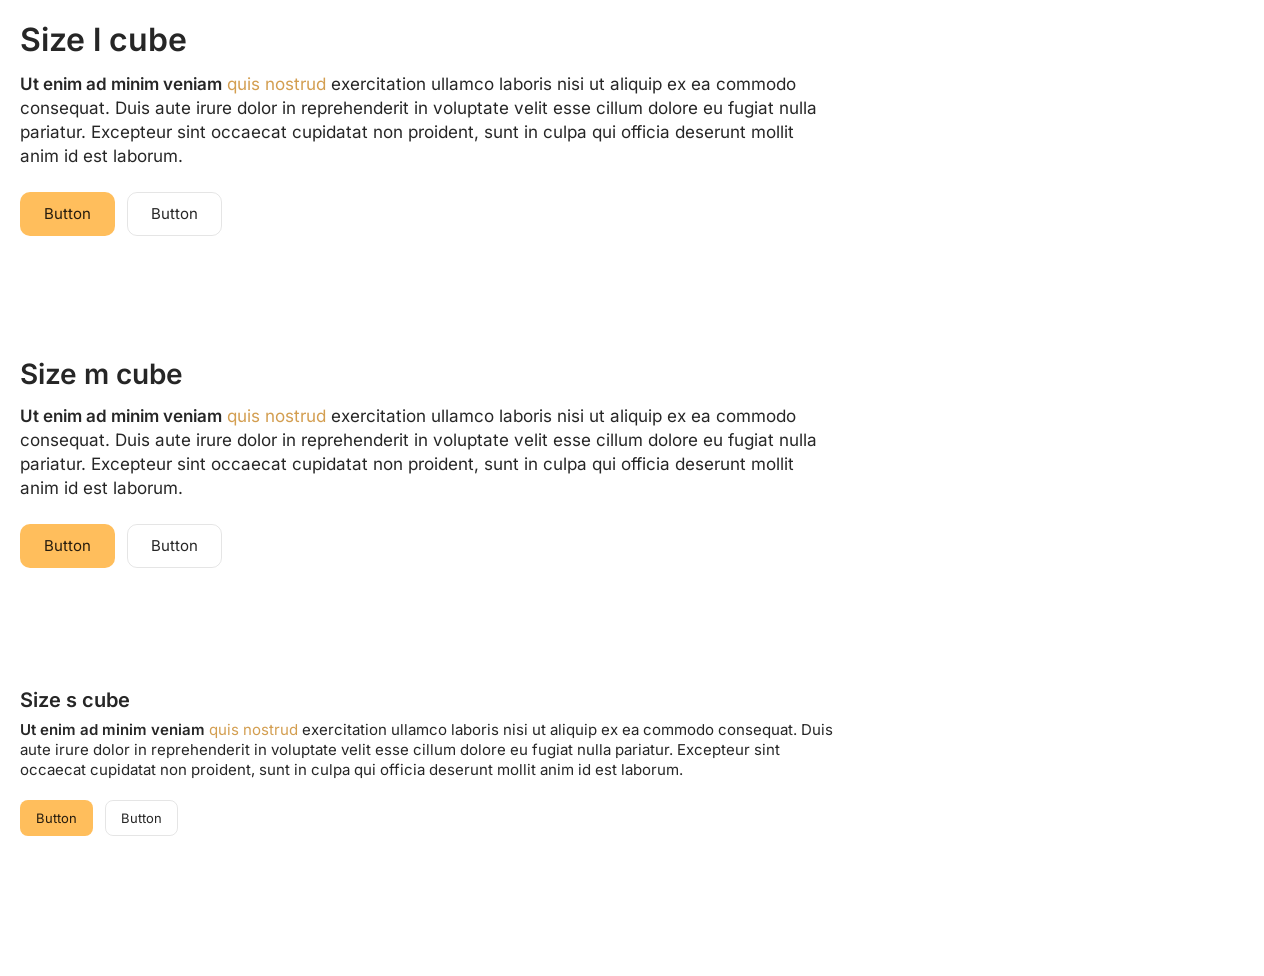 Size l cube
Ut enim ad minim veniam quis nostrud exercitation ullamco laboris nisi ut aliquip ex ea commodo
consequat. Duis aute irure dolor in reprehenderit in voluptate velit esse cillum dolore eu fugiat nulla
pariatur. Excepteur sint occaecat cupidatat non proident, sunt in culpa qui officia deserunt mollit
anim id est laborum.
Button Button
Size m cube
Ut enim ad minim veniam quis nostrud exercitation ullamco laboris nisi ut aliquip ex ea commodo
consequat. Duis aute irure dolor in reprehenderit in voluptate velit esse cillum dolore eu fugiat nulla
pariatur. Excepteur sint occaecat cupidatat non proident, sunt in culpa qui officia deserunt mollit
anim id est laborum.
Button Button
Size s cube
Ut enim ad minim veniam quis nostrud exercitation ullamco laboris nisi ut aliquip ex ea commodo consequat. Duis
aute irure dolor in reprehenderit in voluptate velit esse cillum dolore eu fugiat nulla pariatur. Excepteur sint
occaecat cupidatat non proident, sunt in culpa qui officia deserunt mollit anim id est laborum.
Button Button